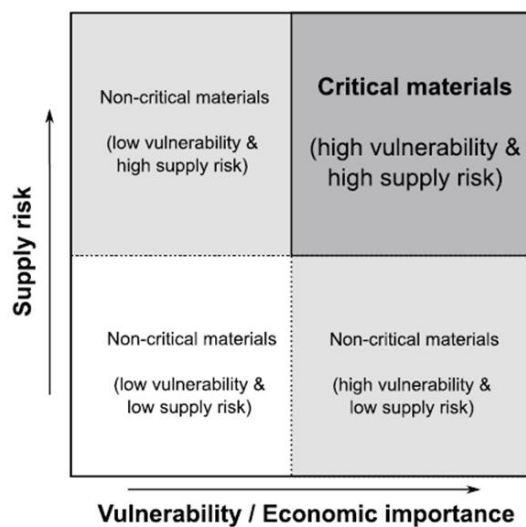 Supply risk
Non-critical materials
(low vulnerability &
high supply risk)
Critical materials
(high vulnerability &
high supply risk)
Non-critical materials
(low vulnerability &
low supply risk)
Non-critical materials
(high vulnerability &
low supply risk)
Vulnerability / Economic importance